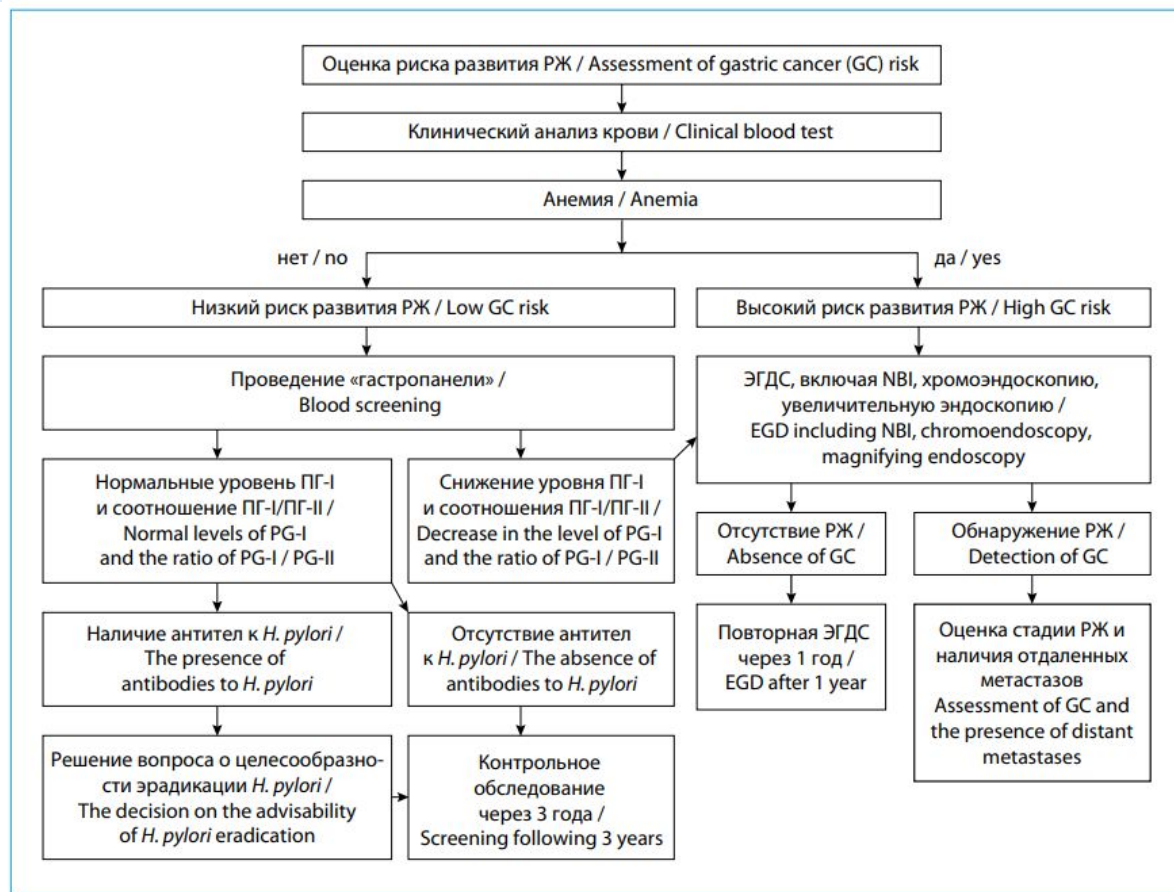 Оценка риска развития РЖ / Assessment of gastric cancer (GC) risk
Клинический анализ крови / Clinical blood test
Анемия / Anemia
нет / no
да / yes
Низкий риск развития РЖ / Low GC risk
Высокий риск развития РЖ / High GC risk
Проведение «гастропанели» /
Blood screening
ЭГДС, включая NBI, хромоэндоскопию,
увеличительную эндоскопию /
EGD including NBI, chromoendoscopy,
magnifying endoscopy
Нормальные уровень ПГ-I
и соотношение ПГ-I/ПГ-II /
Normal levels of PG-I
and the ratio of PG-I / PG-II
Снижение уровня ПГ-I
и соотношения ПГ-I/ПГ-II /
Decrease in the level of PG-I
and the ratio of PG-I / PG-II
Отсутствие РЖ /
Absence of GC
Обнаружение РЖ /
Detection of GC
Наличие антител к H. pylori /
The presence of
antibodies to H. pylori
Отсутствие антител
к H. pylori / The absence of
antibodies to H. pylori
Повторная ЭГДС
через 1 год /
EGD after 1 year
Оценка стадии РЖ и
наличия отдаленных
метастазов
Assessment of GC and
the presence of distant
metastases
Решение вопроса о целесообразно-
сти эрадикации H. pylori /
The decision on the advisability
of H. pylori eradication
Контрольное
обследование
через 3 года /
Screening following 3 years